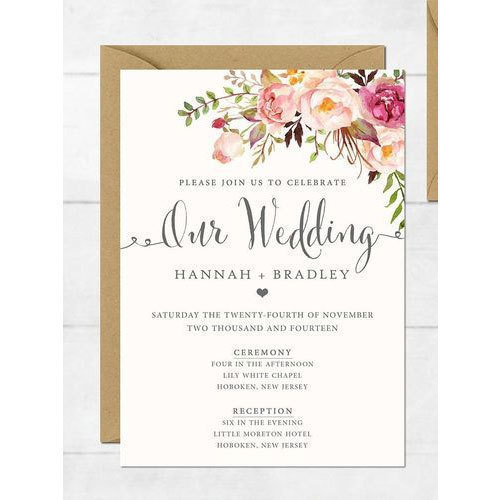 PLEASE JOIN US TO CELEBRATE
Our Wedding
HANNAH + BRADLEY
SATURDAY THE TWENTY-FOURTH OF NOVEMBER
TWO THOUSAND AND FOURTEEN
CEREMONY
FOUR IN THE AFTERNOON
LILY WHITE CHAPEL
HOBOKEN, NEW JERSEY
RECEPTION
SIX IN THE EVENING
LITTLE MORETON HOTEL
HOBOKEN, NEW JERSEY